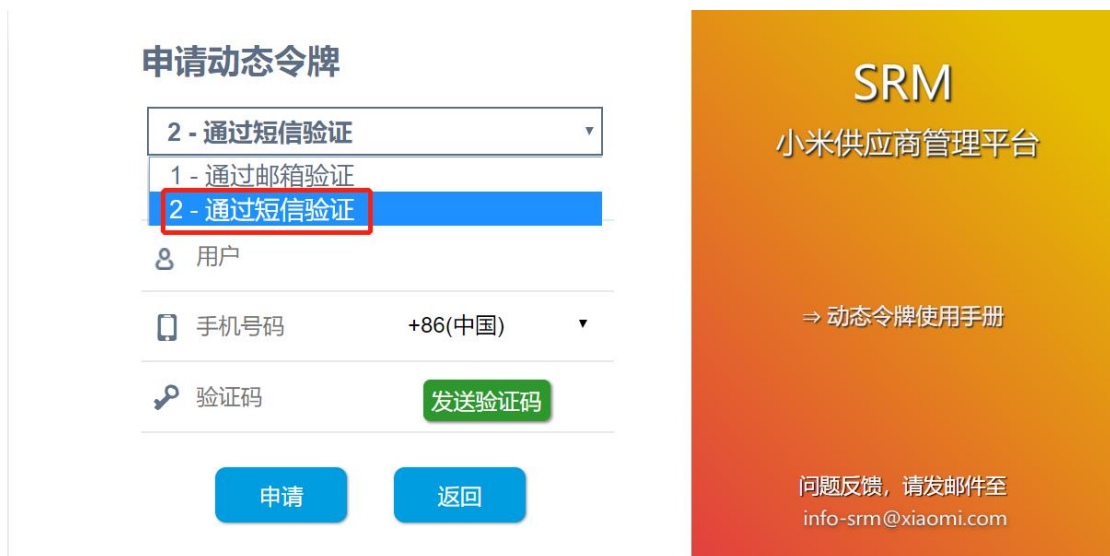 申请动态令牌
2 - 通过短信验证
1 - 通过邮箱验证
2 - 通过短信验证
用户
手机号码 +86(中国)
验证码 发送验证码
申请 返回
SRM
小米供应商管理平台
⇒ 动态令牌使用手册
问题反馈，请发邮件至
info-srm@xiaomi.com